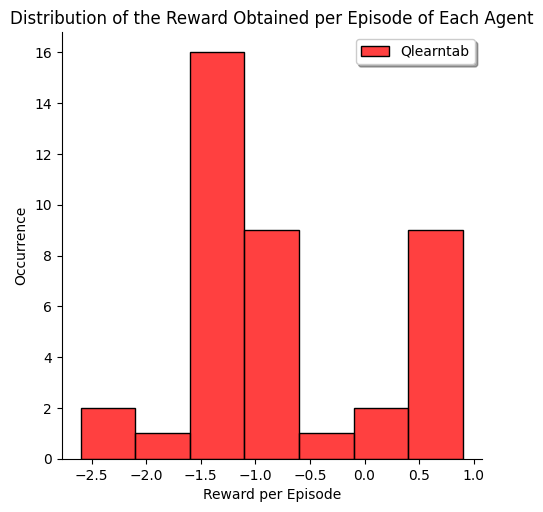 Distribution of the Reward Obtained per Episode of Each Agent
Qlearntab
16
14
12
10
8
6
4
2
0
Occurrence
−2.5 −2.0 −1.5 −1.0 −0.5 0.0 0.5 1.0
Reward per Episode